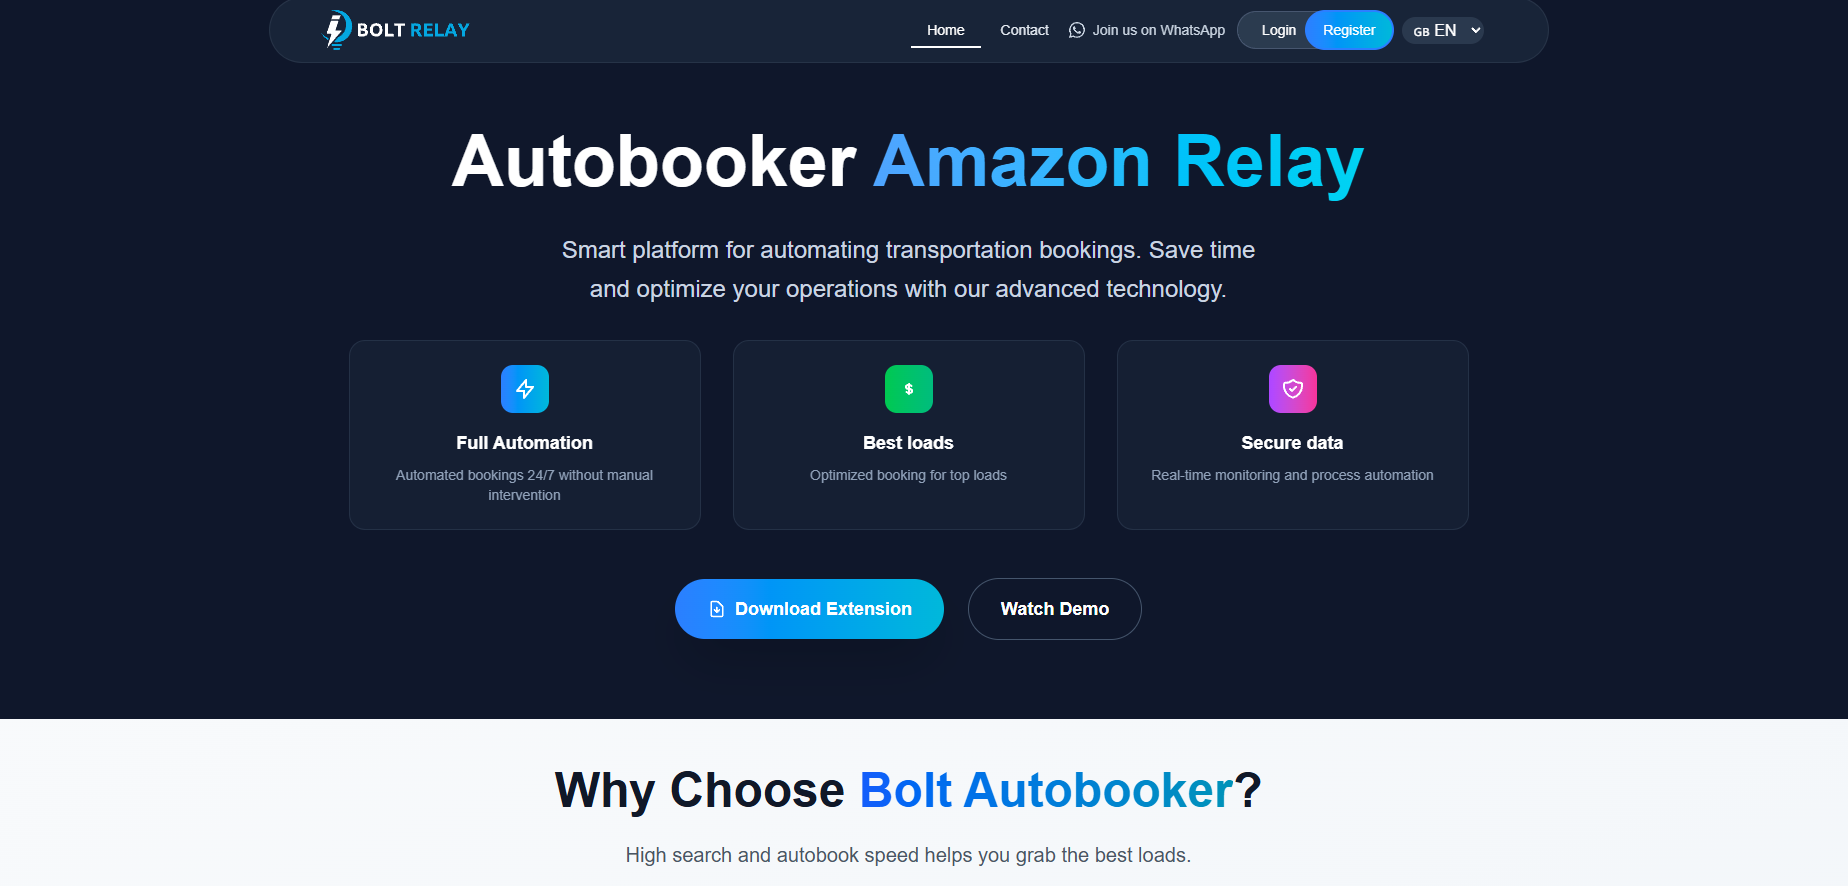 BOLT RELAY
Home
Contact
Join us on WhatsApp
Login
Register
GB EN
Autobooker Amazon Relay
Smart platform for automating transportation bookings. Save time
and optimize your operations with our advanced technology.
Full Automation
Automated bookings 24/7 without manual
intervention
$
Best loads
Optimized booking for top loads
Secure data
Real-time monitoring and process automation
Download Extension
Watch Demo
Why Choose Bolt Autobooker?
High search and autobook speed helps you grab the best loads.